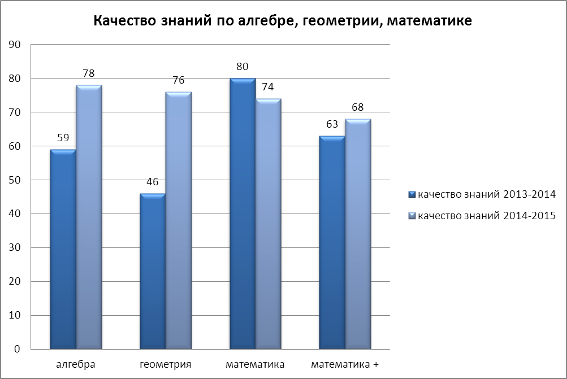 Качество знаний по алгебре, геометрии, математике
90
80
70
60
50
40
30
20
10
0
59
78
46
76
80
74
63
68
алгебра
геометрия
математика
математика +
качество знаний 2013-2014
качество знаний 2014-2015